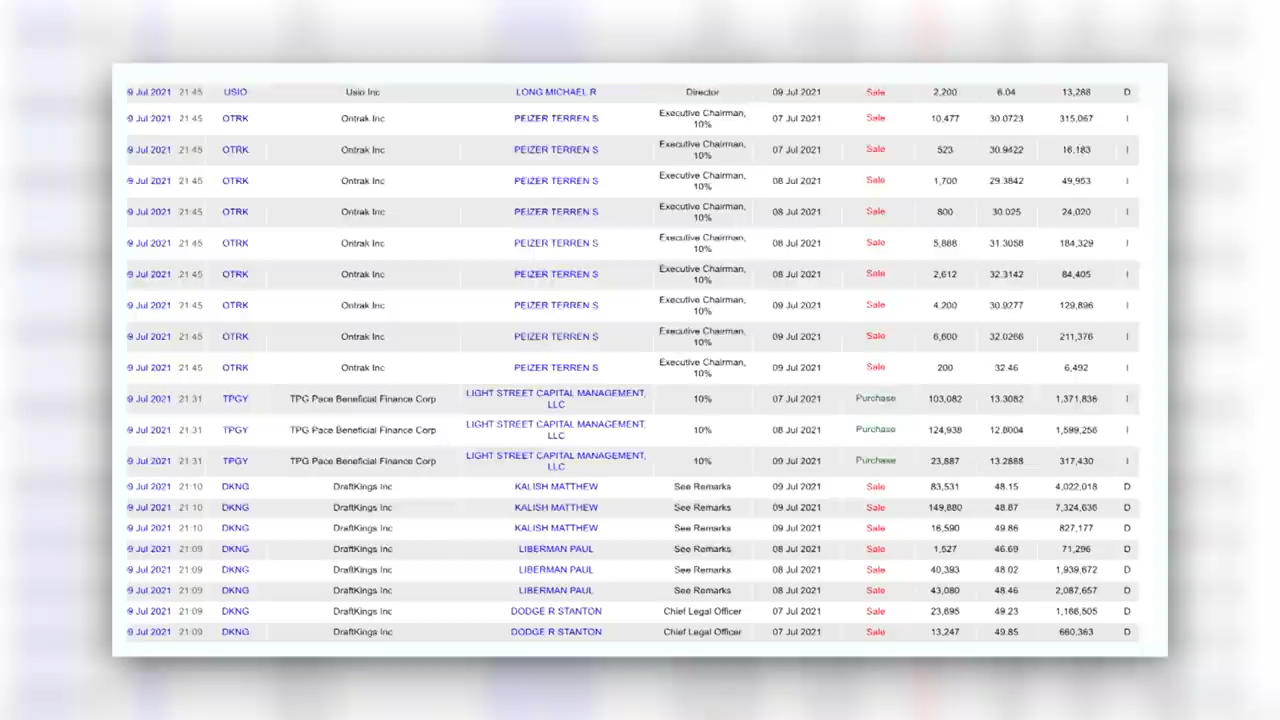 9 Jul 2021 21:45 USIO Usio Inc LONG MICHAEL R Director 09 Jul 2021 Sale 2,200 6.04 13,288 D
9 Jul 2021 21:45 OTRK Ontrak Inc PEIZER TERREN S Executive Chairman, 10% 07 Jul 2021 Sale 10,477 30.0723 315,067 I
9 Jul 2021 21:45 OTRK Ontrak Inc PEIZER TERREN S Executive Chairman, 10% 07 Jul 2021 Sale 523 30.9422 16,183 I
9 Jul 2021 21:45 OTRK Ontrak Inc PEIZER TERREN S Executive Chairman, 10% 08 Jul 2021 Sale 1,700 29.3842 49,953 I
9 Jul 2021 21:45 OTRK Ontrak Inc PEIZER TERREN S Executive Chairman, 10% 08 Jul 2021 Sale 800 30.025 24,020 I
9 Jul 2021 21:45 OTRK Ontrak Inc PEIZER TERREN S Executive Chairman, 10% 08 Jul 2021 Sale 5,888 31.3058 184,329 I
9 Jul 2021 21:45 OTRK Ontrak Inc PEIZER TERREN S Executive Chairman, 10% 08 Jul 2021 Sale 2,612 32.3142 84,405 I
9 Jul 2021 21:45 OTRK Ontrak Inc PEIZER TERREN S Executive Chairman, 10% 09 Jul 2021 Sale 4,200 30.9277 129,896 I
9 Jul 2021 21:45 OTRK Ontrak Inc PEIZER TERREN S Executive Chairman, 10% 09 Jul 2021 Sale 6,600 32.0266 211,376 I
9 Jul 2021 21:45 OTRK Ontrak Inc PEIZER TERREN S Executive Chairman, 10% 09 Jul 2021 Sale 200 32.46 6,492 I
9 Jul 2021 21:31 TPGY TPG Pace Beneficial Finance Corp LIGHT STREET CAPITAL MANAGEMENT, LLC 10% 07 Jul 2021 Purchase 103,082 13.3082 1,371,836 I
9 Jul 2021 21:31 TPGY TPG Pace Beneficial Finance Corp LIGHT STREET CAPITAL MANAGEMENT, LLC 10% 08 Jul 2021 Purchase 124,938 12.8004 1,599,256 I
9 Jul 2021 21:31 TPGY TPG Pace Beneficial Finance Corp LIGHT STREET CAPITAL MANAGEMENT, LLC 10% 09 Jul 2021 Purchase 23,887 13.2888 317,430 I
9 Jul 2021 21:10 DKNG DraftKings Inc KALISH MATTHEW See Remarks 09 Jul 2021 Sale 83,531 48.15 4,022,018 D
9 Jul 2021 21:10 DKNG DraftKings Inc KALISH MATTHEW See Remarks 09 Jul 2021 Sale 149,880 48.87 7,324,636 D
9 Jul 2021 21:10 DKNG DraftKings Inc KALISH MATTHEW See Remarks 09 Jul 2021 Sale 16,590 49.86 827,177 D
9 Jul 2021 21:09 DKNG DraftKings Inc LIBERMAN PAUL See Remarks 08 Jul 2021 Sale 1,527 46.69 71,296 D
9 Jul 2021 21:09 DKNG DraftKings Inc LIBERMAN PAUL See Remarks 08 Jul 2021 Sale 40,393 48.02 1,939,672 D
9 Jul 2021 21:09 DKNG DraftKings Inc LIBERMAN PAUL See Remarks 08 Jul 2021 Sale 43,080 48.46 2,087,657 D
9 Jul 2021 21:09 DKNG DraftKings Inc DODGE R STANTON Chief Legal Officer 07 Jul 2021 Sale 23,695 49.23 1,166,505 D
9 Jul 2021 21:09 DKNG DraftKings Inc DODGE R STANTON Chief Legal Officer 07 Jul 2021 Sale 13,247 49.85 660,363 D